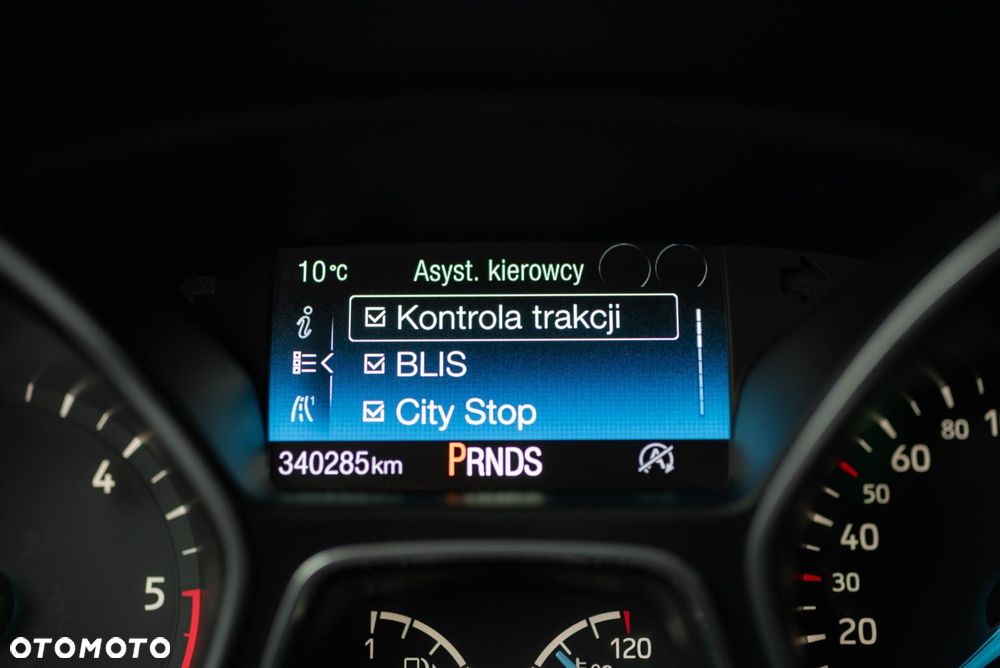 10°C Asyst. kierowcy
Kontrola trakcji
BLIS
City Stop
340285km PRNDS A
4
5
1
120
20
30
40
50
60
80
OTOMOTO